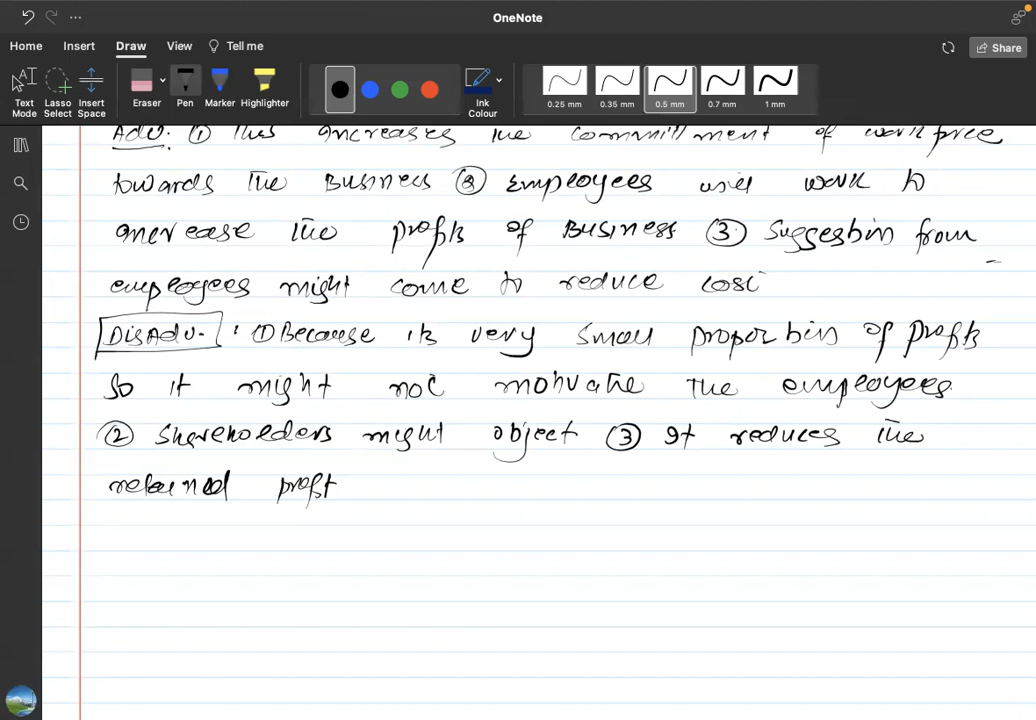 OneNote
Home Insert Draw View Tell me Share
Text Mode Lasso Select Insert Space Eraser Pen Marker Highlighter Ink Colour 0.25 mm 0.35 mm 0.5 mm 0.7 mm 1 mm
Adv. ① This increases the committment of workforce
towards the Business ② Employees will work to
increase the profits of Business ③ Suggestion from
employees might come to reduce cost
DisAdv. : ① Because its very small proportion of profits
So it might not motivate the employees
② Shareholders might object ③ It reduces the
retained profit